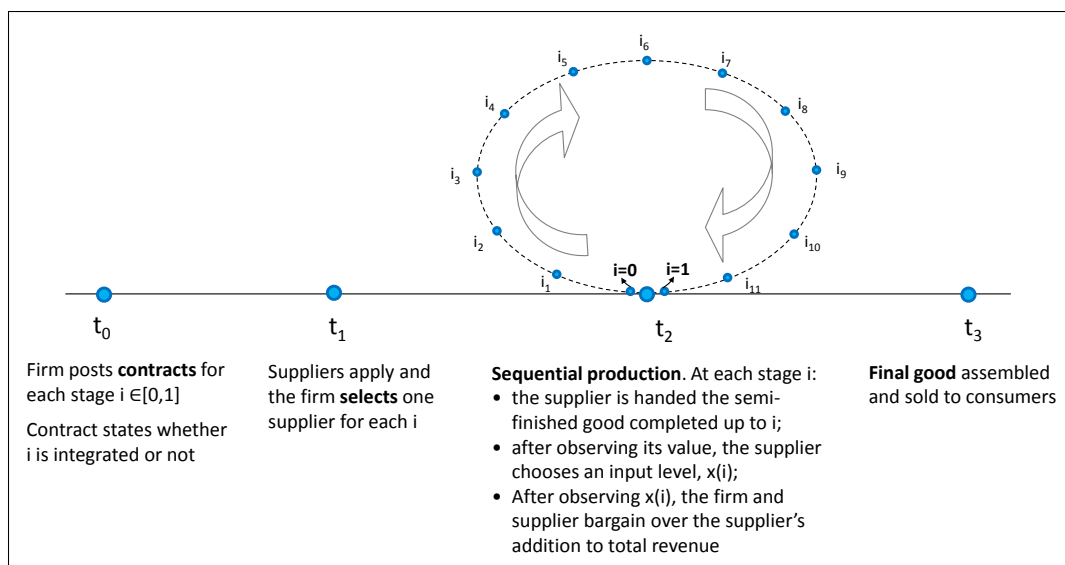 i₆
i₅
i₇
i₄
i₈
i₃
i₉
i₂
i₁₀
i=0
i=1
i₁
i₁₁
t₀
t₁
t₂
t₃
Firm posts contracts for
each stage i ∈[0,1]
Contract states whether
i is integrated or not
Suppliers apply and
the firm selects one
supplier for each i
Sequential production. At each stage i:
• the supplier is handed the semi-
finished good completed up to i;
• after observing its value, the supplier
chooses an input level, x(i);
• After observing x(i), the firm and
supplier bargain over the supplier's
addition to total revenue
Final good assembled
and sold to consumers